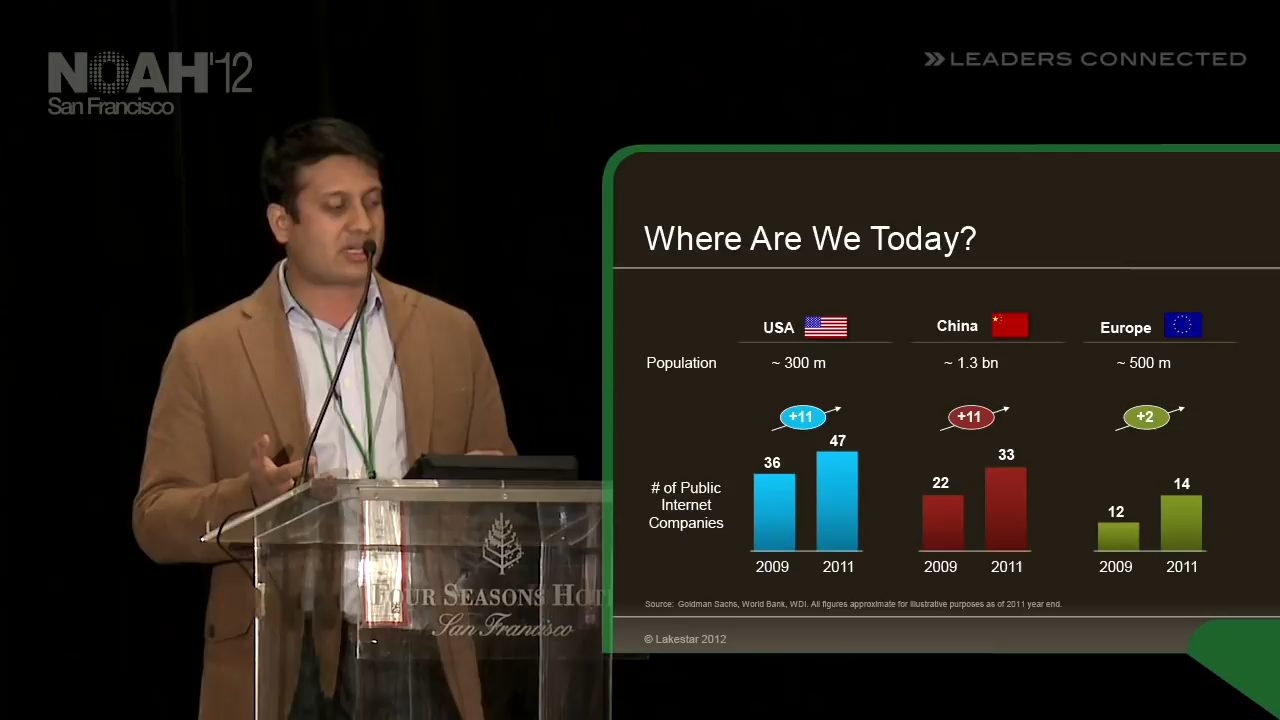 NOAH'12
San Francisco
LEADERS CONNECTED
Where Are We Today?
USA
China
Europe
Population
~ 300 m
~ 1.3 bn
~ 500 m
+11
+11
+2
36
47
22
33
12
14
# of Public
Internet
Companies
2009
2011
2009
2011
2009
2011
Source: Goldman Sachs, World Bank, WDI. All figures approximate for illustrative purposes as of 2011 year end.
© Lakestar 2012
FOUR SEASONS HOT
San Francisco